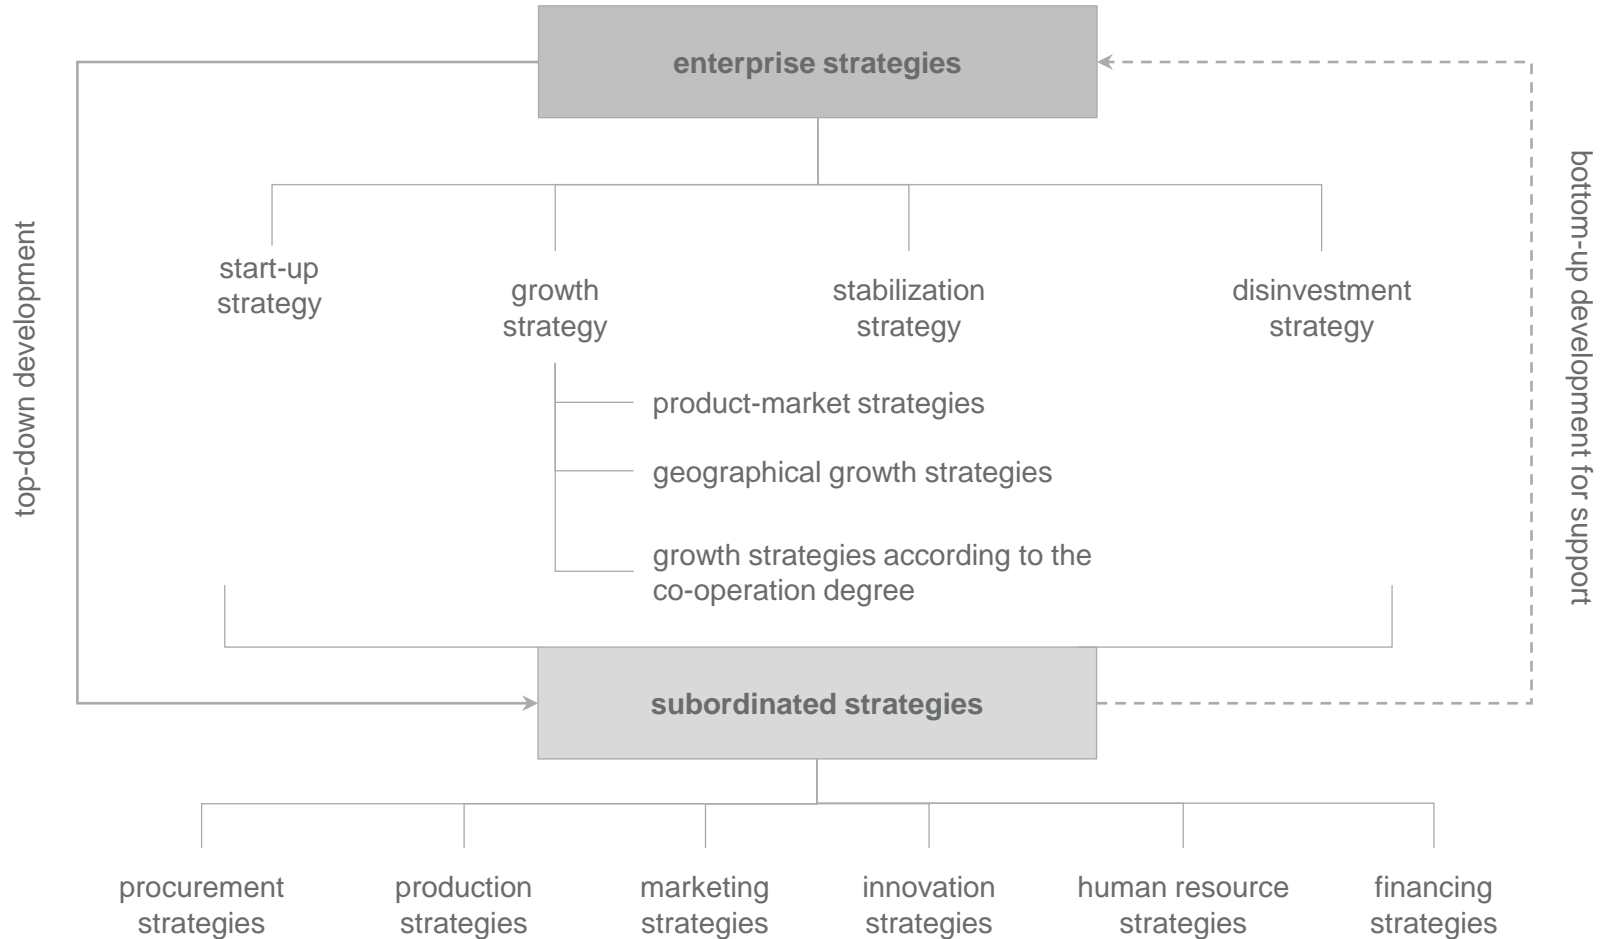 enterprise strategies
top-down development
bottom-up development for support
start-up
strategy
growth
strategy
stabilization
strategy
disinvestment
strategy
product-market strategies
geographical growth strategies
growth strategies according to the
co-operation degree
subordinated strategies
procurement
strategies
production
strategies
marketing
strategies
innovation
strategies
human resource
strategies
financing
strategies